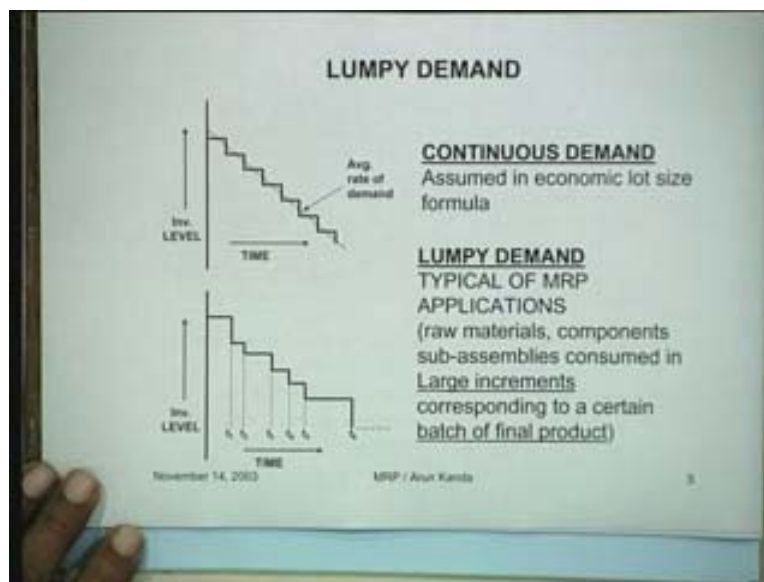 LUMPY DEMAND
Avg.
rate of
demand
Inv.
LEVEL
TIME
CONTINUOUS DEMAND
Assumed in economic lot size
formula
LUMPY DEMAND
TYPICAL OF MRP
APPLICATIONS
(raw materials, components
sub-assemblies consumed in
Large increments
corresponding to a certain
batch of final product)
Inv.
LEVEL
TIME
November 14, 2003 MRP / Arun Kanda 5